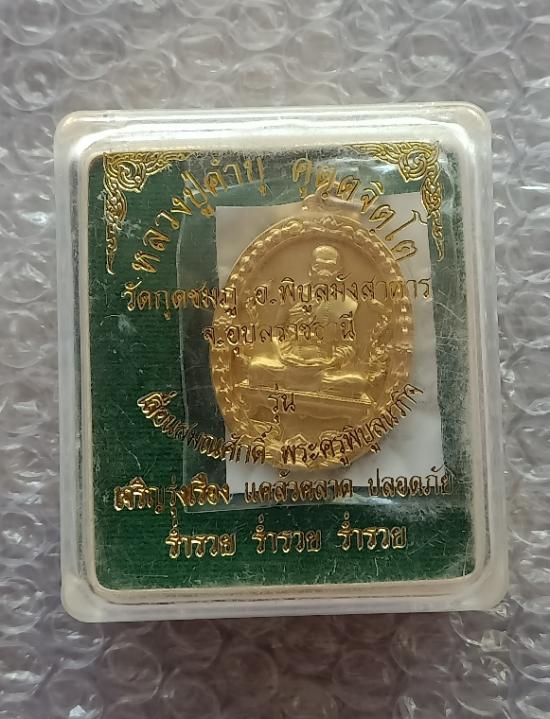 หลวงปู่คำบุ คุตฺตจิตฺโต
วัดกุดชมภู อ.พิบูลมังสาหาร
จ.อุบลราชธานี
รุ่น
เลื่อนสมณศักดิ์ พระครูพิบูลนวกิจ
เจริญรุ่งเรือง แคล้วคลาด ปลอดภัย
ร่ำรวย ร่ำรวย ร่ำรวย